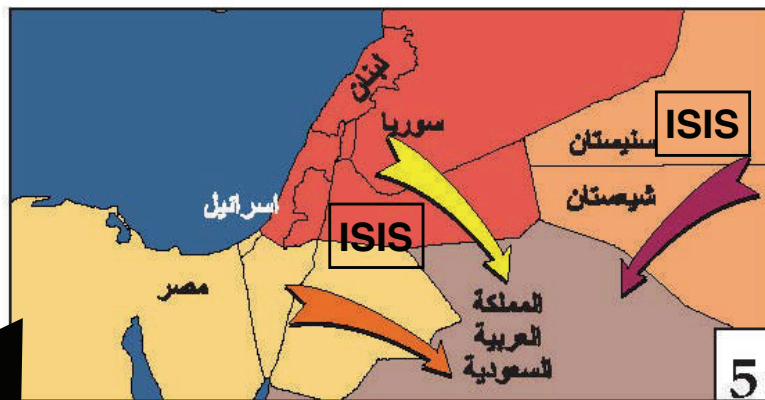 لبنان
سوريا
ISIS
سنيستان
شيعستان
اسرائيل
ISIS
مصر
المملكة
العربية
السعودية
5